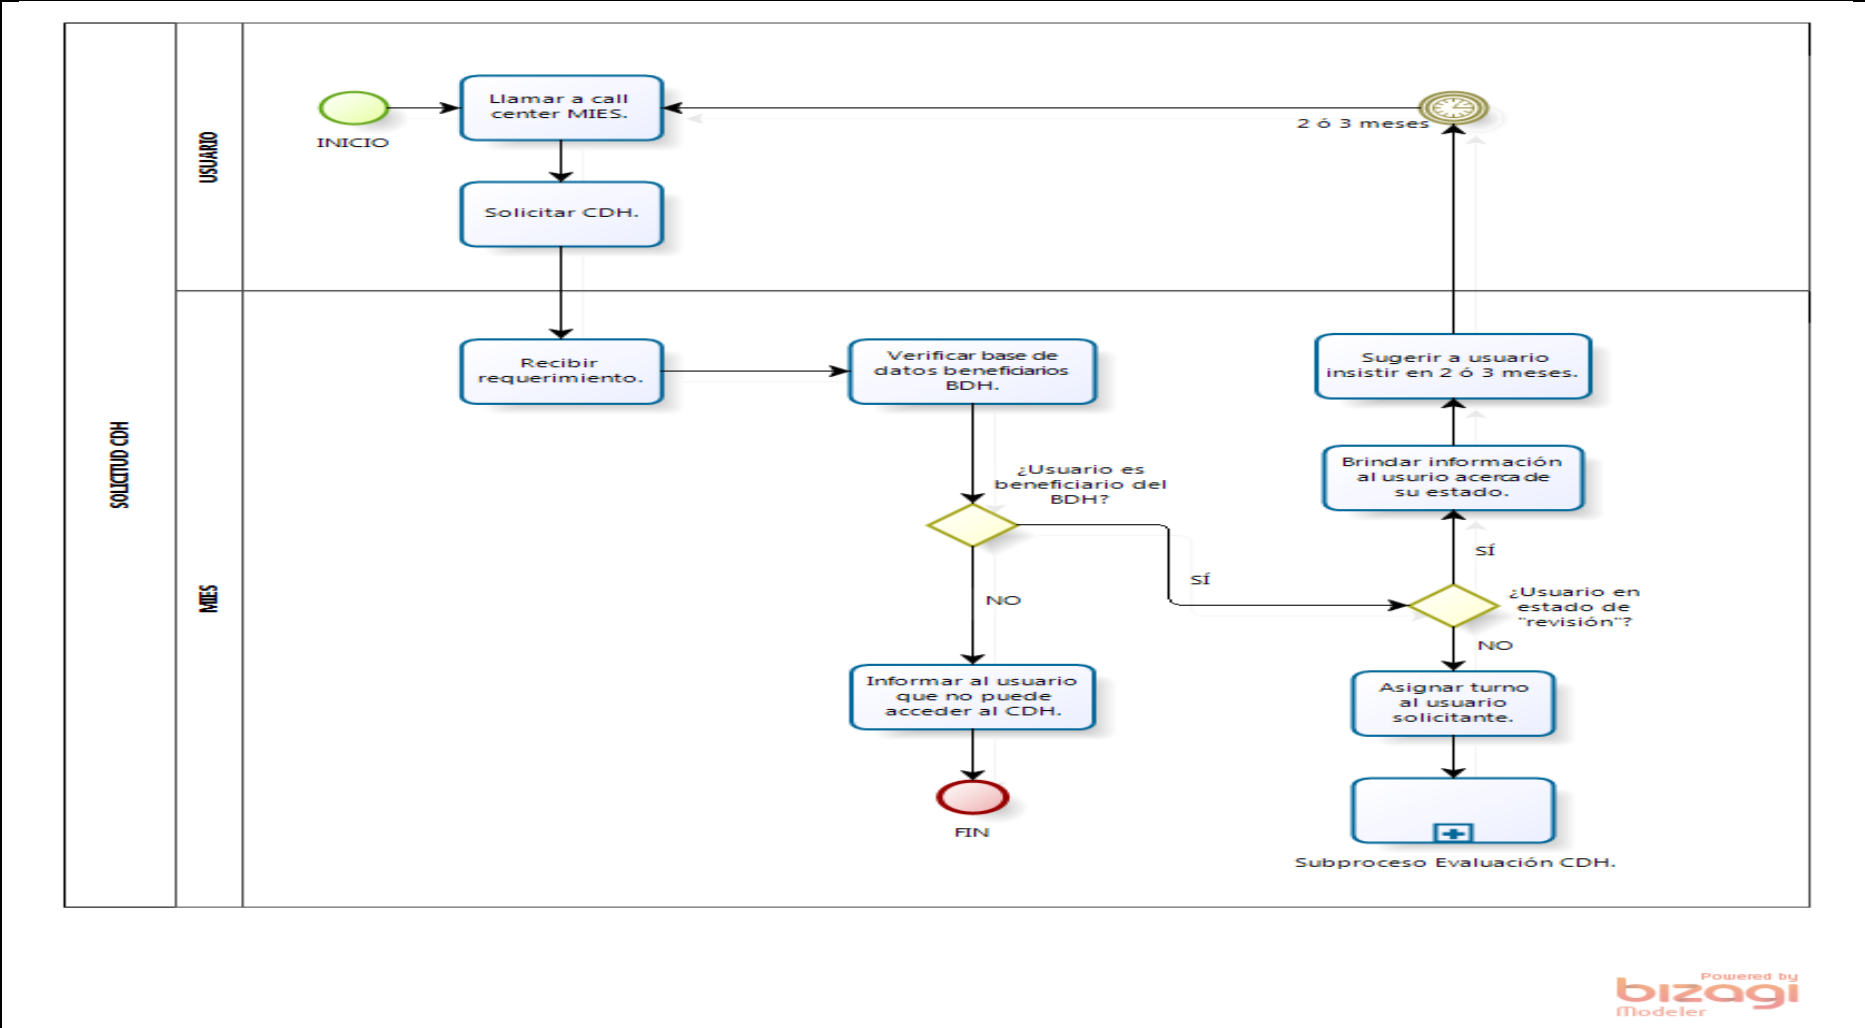 SOLICITUD CDH
USUARIO
INICIO
Llamar a call
center MIES.
2 ó 3 meses
Solicitar CDH.
MIES
Recibir
requerimiento.
Verificar base de
datos beneficiarios
BDH.
¿Usuario es
beneficiario del
BDH?
NO
SÍ
Informar al usuario
que no puede
acceder al CDH.
FIN
Sugerir a usuario
insistir en 2 ó 3 meses.
Brindar información
al usurio acerca de
su estado.
SÍ
¿Usuario en
estado de
"revisión"?
NO
Asignar turno
al usuario
solicitante.
Subproceso Evaluación CDH.
Powered by
bizagi
Modeler